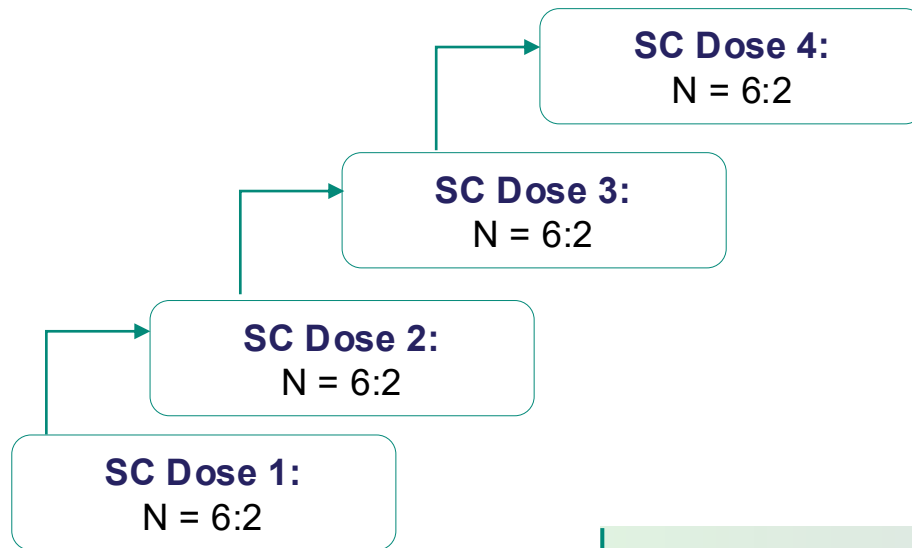 SC Dose 4:
N = 6:2
SC Dose 3:
N = 6:2
SC Dose 2:
N = 6:2
SC Dose 1:
N = 6:2